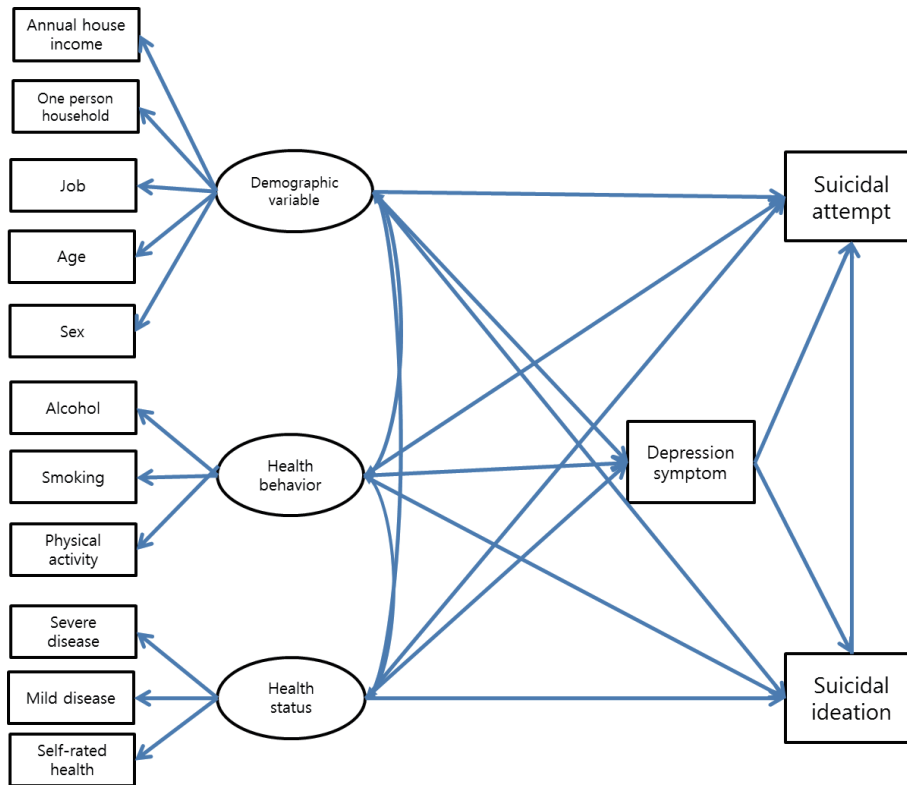 Annual house
income
One person
household
Job
Age
Sex
Alcohol
Smoking
Physical
activity
Severe
disease
Mild disease
Self-rated
health
Demographic
variable
Health
behavior
Health
status
Depression
symptom
Suicidal
attempt
Suicidal
ideation